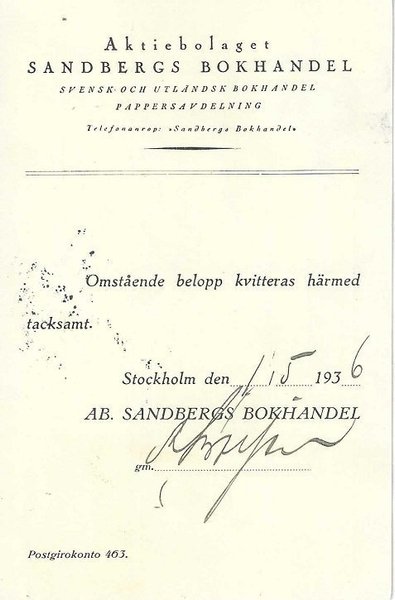 Aktiebolaget
SANDBERGS BOKHANDEL
SVENSK- OCH UTLÄNDSK BOKHANDEL
PAPPERSAVDELNING
Telefonanrop: »Sandbergs Bokhandel»
Omstående belopp kvitteras härmed
tacksamt.
Stockholm den 1/5 1936
AB. SANDBERGS BOKHANDEL
gm.
Postgirokonto 463.